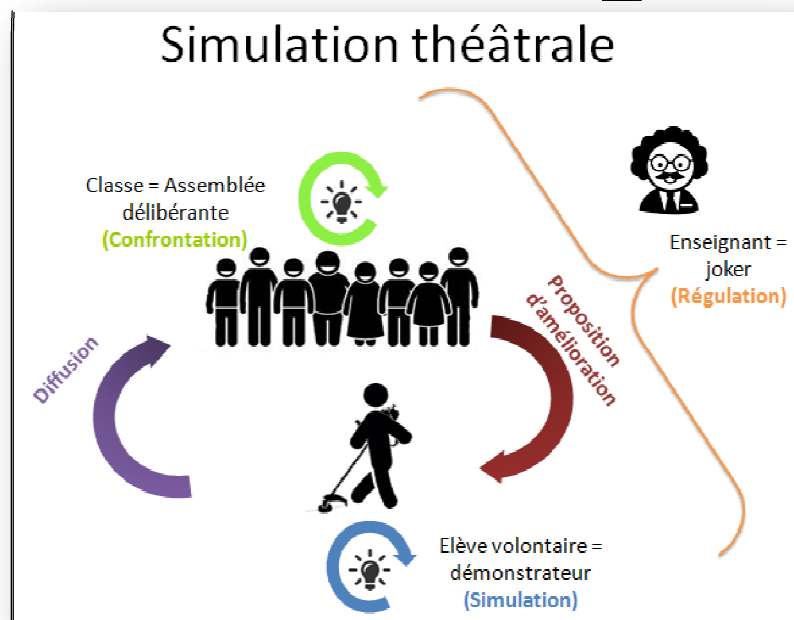 Simulation théâtrale
Classe = Assemblée
délibérante
(Confrontation)
Enseignant =
joker
(Régulation)
Proposition
d'amélioration
Diffusion
Elève volontaire =
démonstrateur
(Simulation)